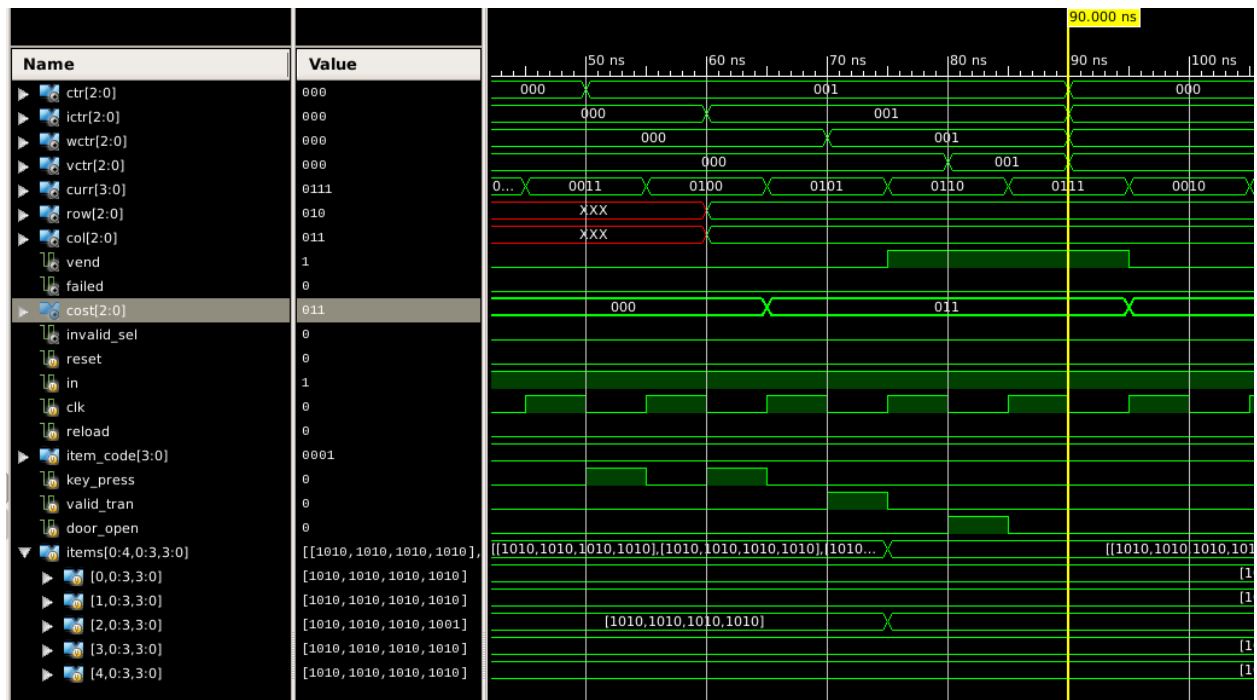 90.000 ns
Name Value 50 ns 60 ns 70 ns 80 ns 90 ns 100 ns
ctr[2:0] 000 000 001 000
ictr[2:0] 000 000 001
wctr[2:0] 000 000 001
vctr[2:0] 000 000 001
curr[3:0] 0111 0... 0011 0100 0101 0110 0111 0010
row[2:0] 010 XXX
col[2:0] 011 XXX
vend 1
failed 0
cost[2:0] 011 000 011
invalid_sel 0
reset 0
in 1
clk 0
reload 0
item_code[3:0] 0001
key_press 0
valid_tran 0
door_open 0
items[0:4,0:3,3:0] [[1010,1010,1010,1010], [[1010,1010,1010,1010],[1010,1010,1010,1010],[1010... [[1010,1010,1010,101
[0,0:3,3:0] [1010,1010,1010,1010] [1
[1,0:3,3:0] [1010,1010,1010,1010] [1
[2,0:3,3:0] [1010,1010,1010,1001] [1010,1010,1010,1010]
[3,0:3,3:0] [1010,1010,1010,1010] [1
[4,0:3,3:0] [1010,1010,1010,1010] [1